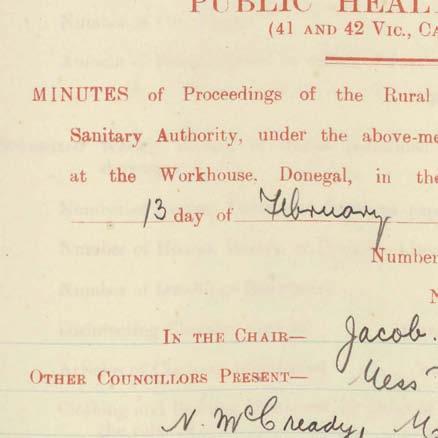 PUBLIC HEAL
(41 AND 42 VIC., CA
MINUTES of Proceedings of the Rural
Sanitary Authority, under the above-me
at the Workhouse, Donegal, in the
13 day of February
Number
N
IN THE CHAIR— Jacob.
OTHER COUNCILLORS PRESENT— Mess
N. McCready, M